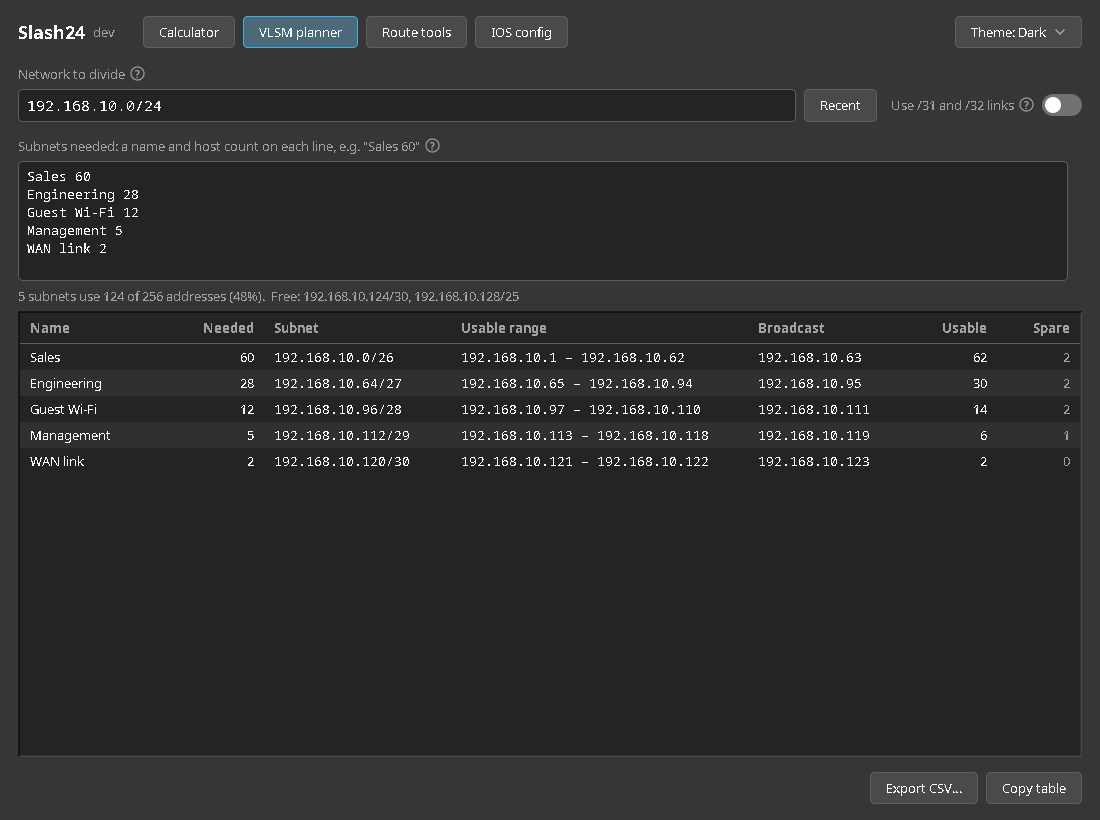 Slash24 dev Calculator VLSM planner Route tools IOS config Theme: Dark
Network to divide ?
192.168.10.0/24 Recent Use /31 and /32 links ?
Subnets needed: a name and host count on each line, e.g. "Sales 60" ?
Sales 60
Engineering 28
Guest Wi-Fi 12
Management 5
WAN link 2
5 subnets use 124 of 256 addresses (48%). Free: 192.168.10.124/30, 192.168.10.128/25
Name Needed Subnet Usable range Broadcast Usable Spare
Sales 60 192.168.10.0/26 192.168.10.1 – 192.168.10.62 192.168.10.63 62 2
Engineering 28 192.168.10.64/27 192.168.10.65 – 192.168.10.94 192.168.10.95 30 2
Guest Wi-Fi 12 192.168.10.96/28 192.168.10.97 – 192.168.10.110 192.168.10.111 14 2
Management 5 192.168.10.112/29 192.168.10.113 – 192.168.10.118 192.168.10.119 6 1
WAN link 2 192.168.10.120/30 192.168.10.121 – 192.168.10.122 192.168.10.123 2 0
Export CSV... Copy table